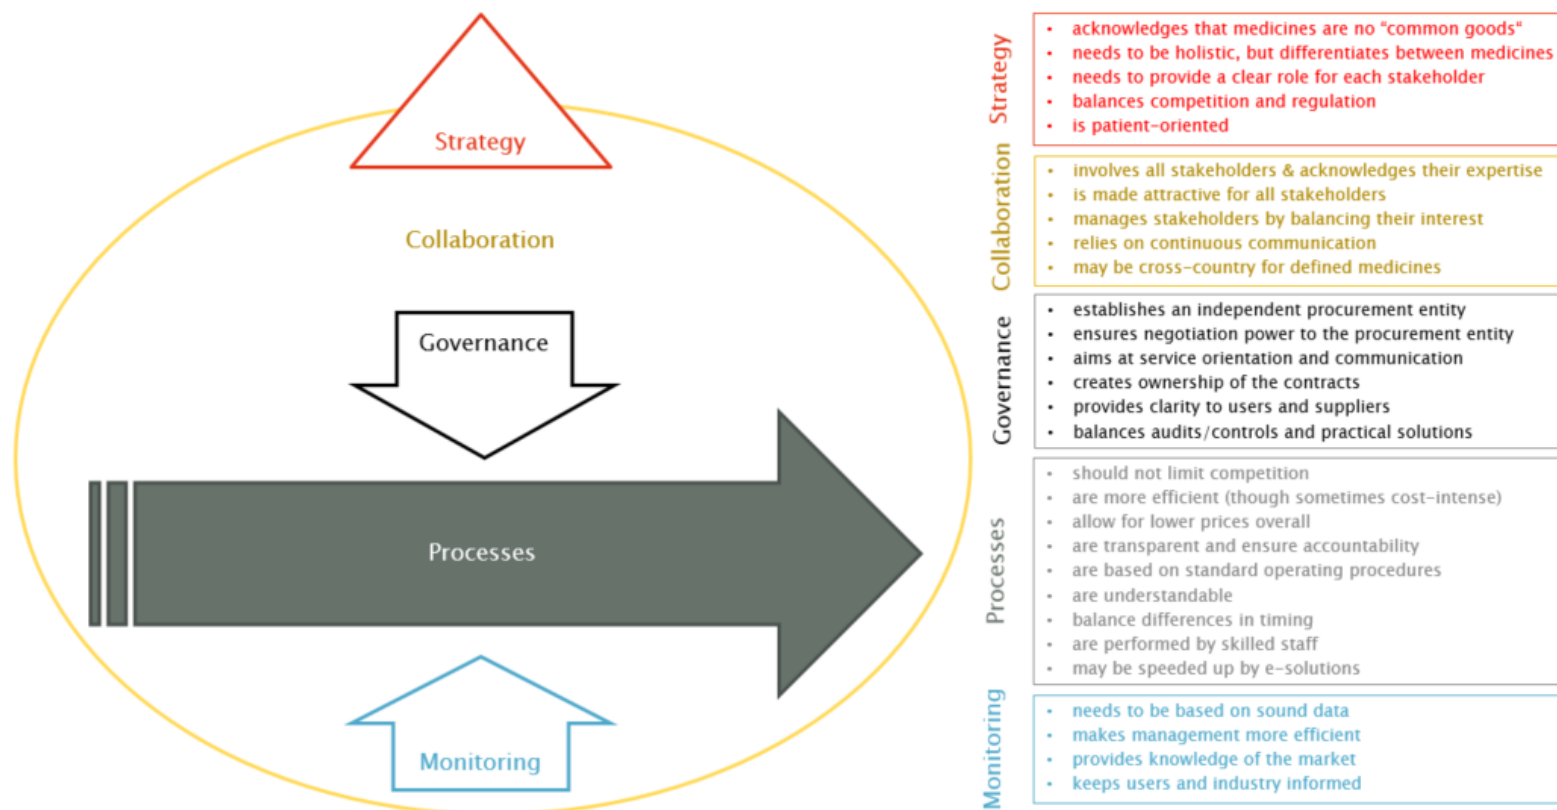 Strategy
Collaboration
Governance
Processes
Monitoring
Strategy
• acknowledges that medicines are no "common goods"
• needs to be holistic, but differentiates between medicines
• needs to provide a clear role for each stakeholder
• balances competition and regulation
• is patient-oriented
Collaboration
• involves all stakeholders & acknowledges their expertise
• is made attractive for all stakeholders
• manages stakeholders by balancing their interest
• relies on continuous communication
• may be cross-country for defined medicines
Governance
• establishes an independent procurement entity
• ensures negotiation power to the procurement entity
• aims at service orientation and communication
• creates ownership of the contracts
• provides clarity to users and suppliers
• balances audits/controls and practical solutions
Processes
• should not limit competition
• are more efficient (though sometimes cost-intense)
• allow for lower prices overall
• are transparent and ensure accountability
• are based on standard operating procedures
• are understandable
• balance differences in timing
• are performed by skilled staff
• may be speeded up by e-solutions
Monitoring
• needs to be based on sound data
• makes management more efficient
• provides knowledge of the market
• keeps users and industry informed